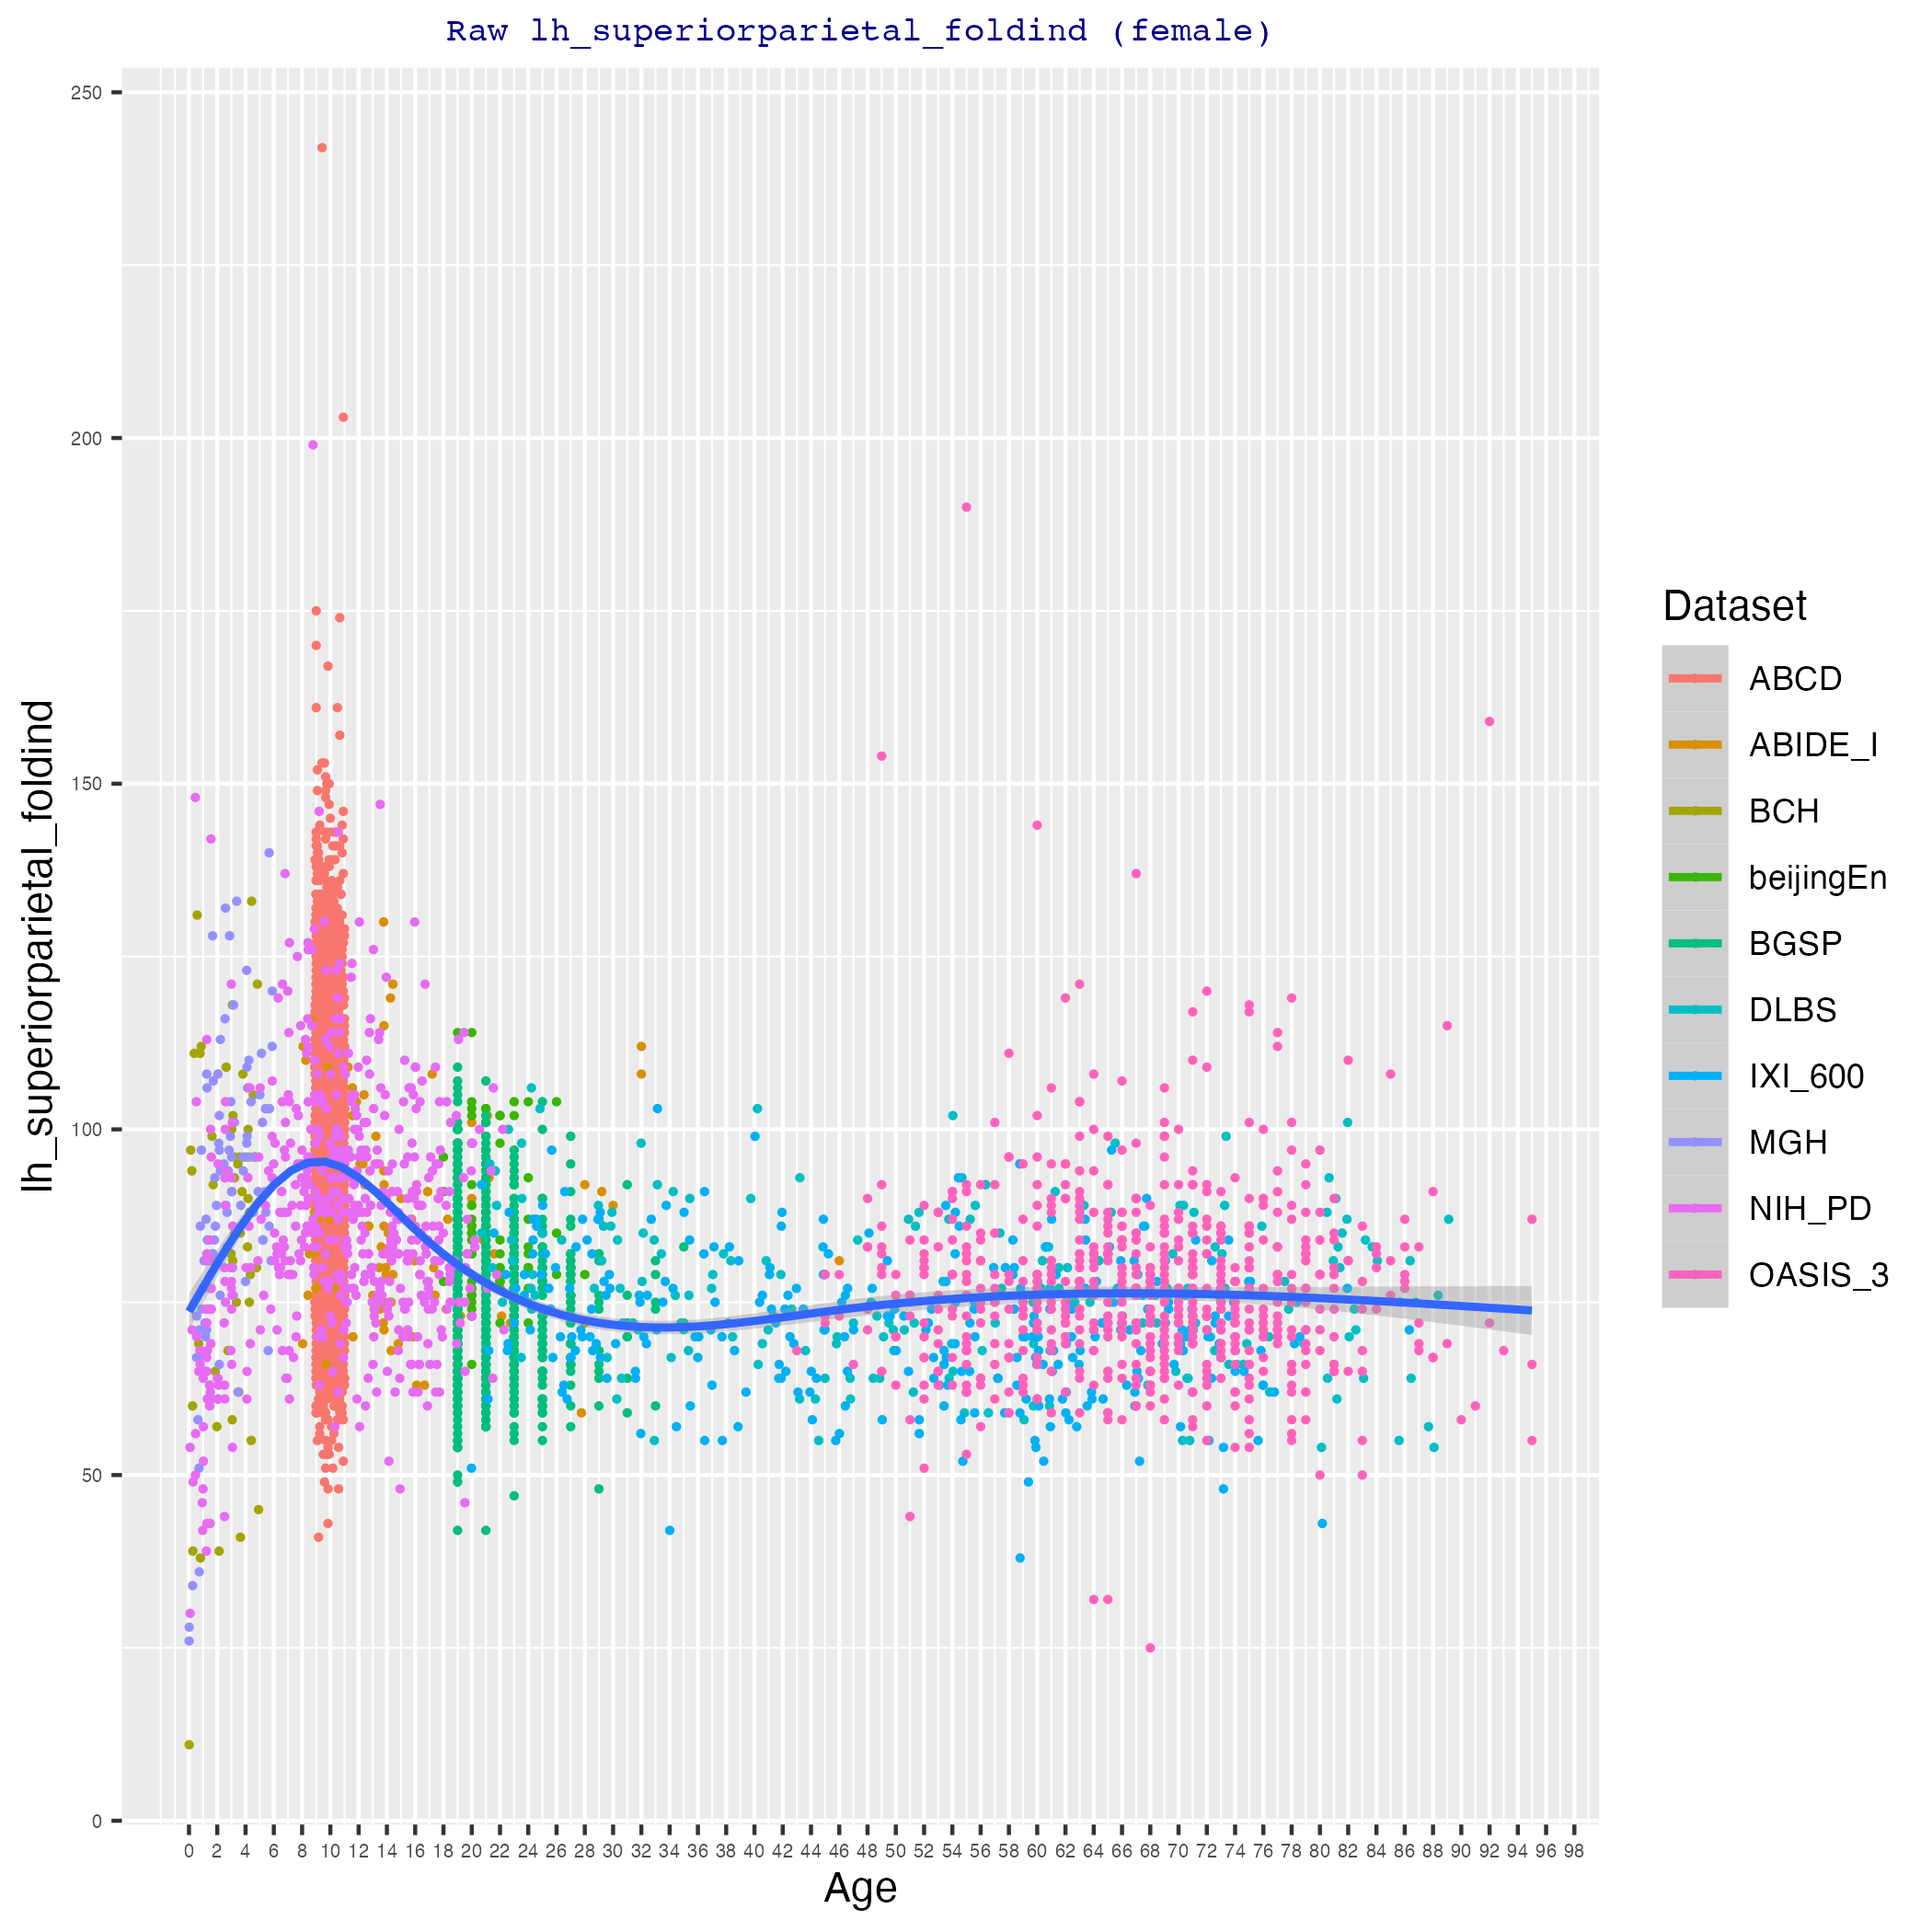 Raw lh_superiorparietal_foldind (female)
lh_superiorparietal_foldind
250
200
150
100
50
0
0 2 4 6 8 10 12 14 16 18 20 22 24 26 28 30 32 34 36 38 40 42 44 46 48 50 52 54 56 58 60 62 64 66 68 70 72 74 76 78 80 82 84 86 88 90 92 94 96 98
Age
Dataset
ABCD
ABIDE_I
BCH
beijingEn
BGSP
DLBS
IXI_600
MGH
NIH_PD
OASIS_3